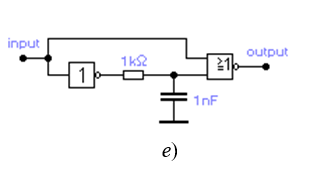 input
1kΩ
output
1
≥1
1nF
e)